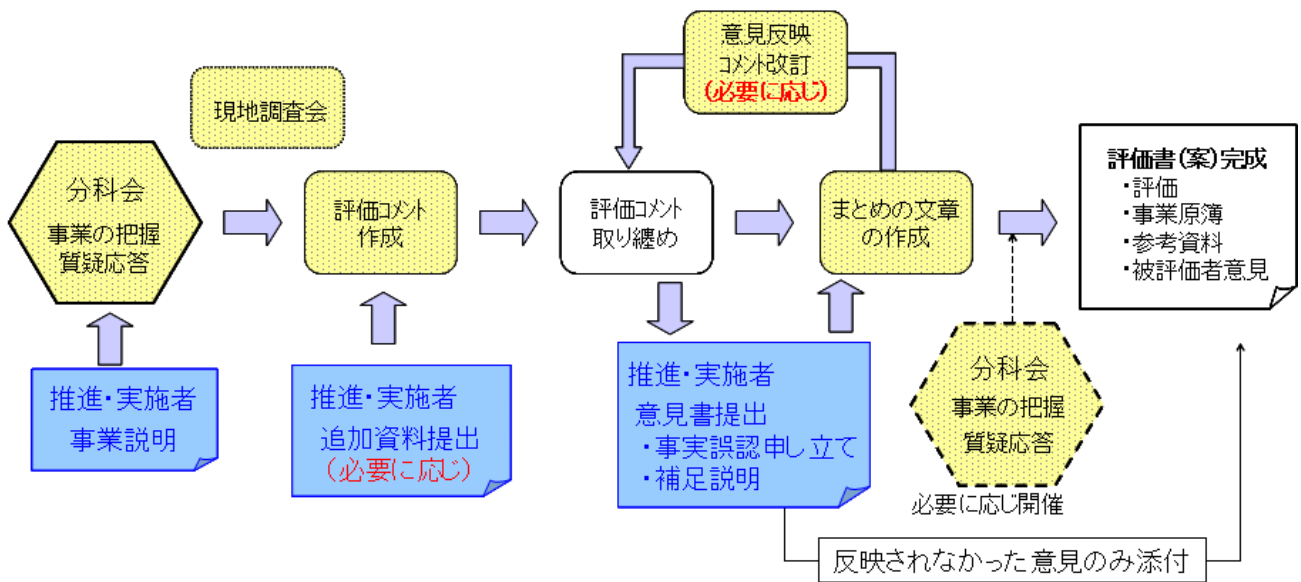 意見反映
コメント改訂
(必要に応じ)
現地調査会
分科会
事業の把握
質疑応答
評価コメント
作成
評価コメント
取り纏め
まとめの文章
の作成
評価書(案)完成
・評価
・事業原簿
・参考資料
・被評価者意見
推進・実施者
事業説明
推進・実施者
追加資料提出
(必要に応じ)
推進・実施者
意見書提出
・事実誤認申し立て
・補足説明
分科会
事業の把握
質疑応答
必要に応じ開催
反映されなかった意見のみ添付